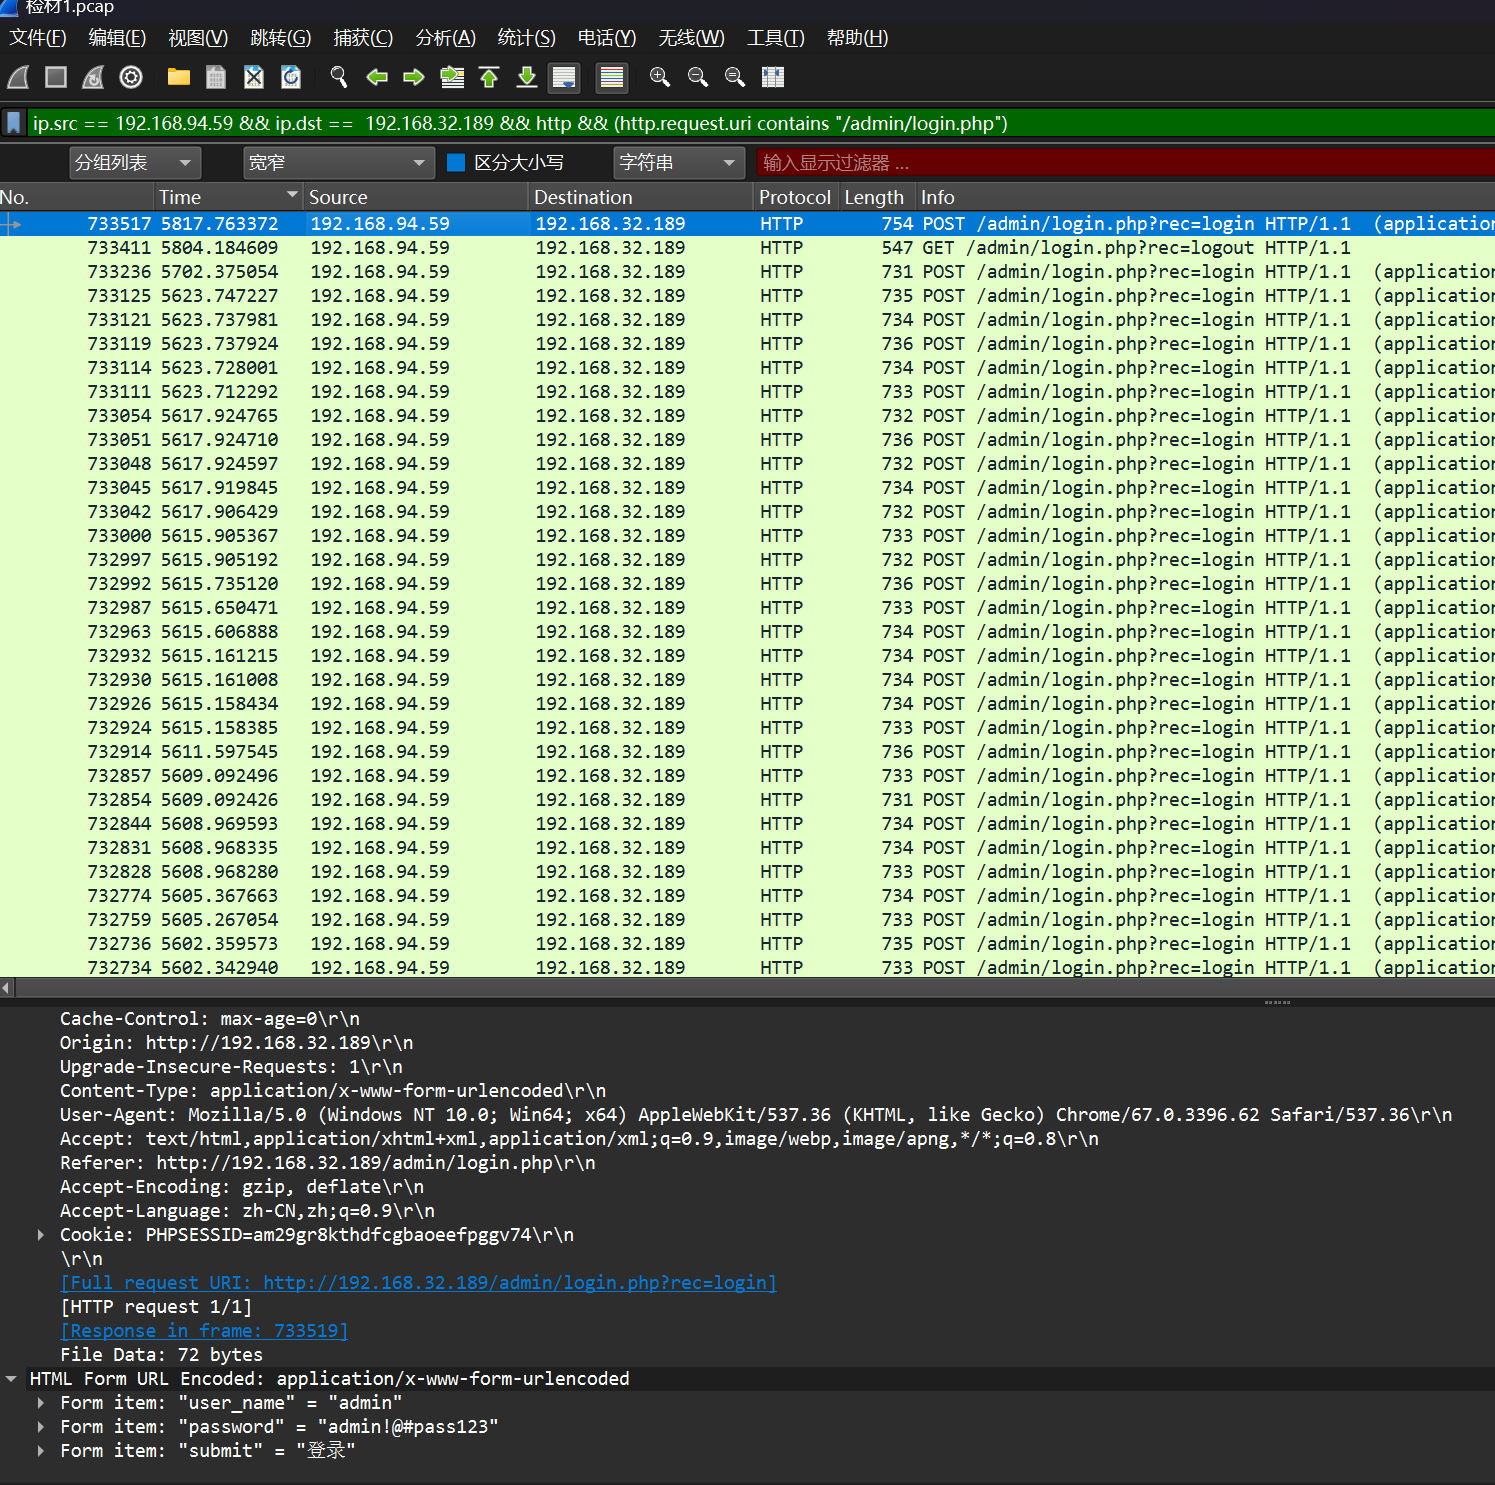 检材1.pcap
文件(F) 编辑(E) 视图(V) 跳转(G) 捕获(C) 分析(A) 统计(S) 电话(Y) 无线(W) 工具(T) 帮助(H)
ip.src == 192.168.94.59 && ip.dst ==  192.168.32.189 && http && (http.request.uri contains "/admin/login.php")
分组列表 宽窄 区分大小写 字符串 输入显示过滤器 …
No. Time Source Destination Protocol Length Info
733517 5817.763372 192.168.94.59 192.168.32.189 HTTP 754 POST /admin/login.php?rec=login HTTP/1.1  (application
733411 5804.184609 192.168.94.59 192.168.32.189 HTTP 547 GET /admin/login.php?rec=logout HTTP/1.1
733236 5702.375054 192.168.94.59 192.168.32.189 HTTP 731 POST /admin/login.php?rec=login HTTP/1.1  (application
733125 5623.747227 192.168.94.59 192.168.32.189 HTTP 735 POST /admin/login.php?rec=login HTTP/1.1  (application
733121 5623.737981 192.168.94.59 192.168.32.189 HTTP 734 POST /admin/login.php?rec=login HTTP/1.1  (application
733119 5623.737924 192.168.94.59 192.168.32.189 HTTP 736 POST /admin/login.php?rec=login HTTP/1.1  (application
733114 5623.728001 192.168.94.59 192.168.32.189 HTTP 734 POST /admin/login.php?rec=login HTTP/1.1  (application
733111 5623.712292 192.168.94.59 192.168.32.189 HTTP 733 POST /admin/login.php?rec=login HTTP/1.1  (application
733054 5617.924765 192.168.94.59 192.168.32.189 HTTP 732 POST /admin/login.php?rec=login HTTP/1.1  (application
733051 5617.924710 192.168.94.59 192.168.32.189 HTTP 736 POST /admin/login.php?rec=login HTTP/1.1  (application
733048 5617.924597 192.168.94.59 192.168.32.189 HTTP 732 POST /admin/login.php?rec=login HTTP/1.1  (application
733045 5617.919845 192.168.94.59 192.168.32.189 HTTP 734 POST /admin/login.php?rec=login HTTP/1.1  (application
733042 5617.906429 192.168.94.59 192.168.32.189 HTTP 732 POST /admin/login.php?rec=login HTTP/1.1  (application
733000 5615.905367 192.168.94.59 192.168.32.189 HTTP 733 POST /admin/login.php?rec=login HTTP/1.1  (application
732997 5615.905192 192.168.94.59 192.168.32.189 HTTP 732 POST /admin/login.php?rec=login HTTP/1.1  (application
732992 5615.735120 192.168.94.59 192.168.32.189 HTTP 736 POST /admin/login.php?rec=login HTTP/1.1  (application
732987 5615.650471 192.168.94.59 192.168.32.189 HTTP 733 POST /admin/login.php?rec=login HTTP/1.1  (application
732963 5615.606888 192.168.94.59 192.168.32.189 HTTP 734 POST /admin/login.php?rec=login HTTP/1.1  (application
732932 5615.161215 192.168.94.59 192.168.32.189 HTTP 734 POST /admin/login.php?rec=login HTTP/1.1  (application
732930 5615.161008 192.168.94.59 192.168.32.189 HTTP 734 POST /admin/login.php?rec=login HTTP/1.1  (application
732926 5615.158434 192.168.94.59 192.168.32.189 HTTP 734 POST /admin/login.php?rec=login HTTP/1.1  (application
732924 5615.158385 192.168.94.59 192.168.32.189 HTTP 733 POST /admin/login.php?rec=login HTTP/1.1  (application
732914 5611.597545 192.168.94.59 192.168.32.189 HTTP 736 POST /admin/login.php?rec=login HTTP/1.1  (application
732857 5609.092496 192.168.94.59 192.168.32.189 HTTP 733 POST /admin/login.php?rec=login HTTP/1.1  (application
732854 5609.092426 192.168.94.59 192.168.32.189 HTTP 731 POST /admin/login.php?rec=login HTTP/1.1  (application
732844 5608.969593 192.168.94.59 192.168.32.189 HTTP 734 POST /admin/login.php?rec=login HTTP/1.1  (application
732831 5608.968335 192.168.94.59 192.168.32.189 HTTP 734 POST /admin/login.php?rec=login HTTP/1.1  (application
732828 5608.968280 192.168.94.59 192.168.32.189 HTTP 733 POST /admin/login.php?rec=login HTTP/1.1  (application
732774 5605.367663 192.168.94.59 192.168.32.189 HTTP 734 POST /admin/login.php?rec=login HTTP/1.1  (application
732759 5605.267054 192.168.94.59 192.168.32.189 HTTP 733 POST /admin/login.php?rec=login HTTP/1.1  (application
732736 5602.359573 192.168.94.59 192.168.32.189 HTTP 735 POST /admin/login.php?rec=login HTTP/1.1  (application
732734 5602.342940 192.168.94.59 192.168.32.189 HTTP 733 POST /admin/login.php?rec=login HTTP/1.1  (application
Cache-Control: max-age=0\r\n
Origin: http://192.168.32.189\r\n
Upgrade-Insecure-Requests: 1\r\n
Content-Type: application/x-www-form-urlencoded\r\n
User-Agent: Mozilla/5.0 (Windows NT 10.0; Win64; x64) AppleWebKit/537.36 (KHTML, like Gecko) Chrome/67.0.3396.62 Safari/537.36\r\n
Accept: text/html,application/xhtml+xml,application/xml;q=0.9,image/webp,image/apng,*/*;q=0.8\r\n
Referer: http://192.168.32.189/admin/login.php\r\n
Accept-Encoding: gzip, deflate\r\n
Accept-Language: zh-CN,zh;q=0.9\r\n
Cookie: PHPSESSID=am29gr8kthdfcgbaoeefpggv74\r\n
\r\n
[Full request URI: http://192.168.32.189/admin/login.php?rec=login]
[HTTP request 1/1]
[Response in frame: 733519]
File Data: 72 bytes
HTML Form URL Encoded: application/x-www-form-urlencoded
Form item: "user_name" = "admin"
Form item: "password" = "admin!@#pass123"
Form item: "submit" = "登录"